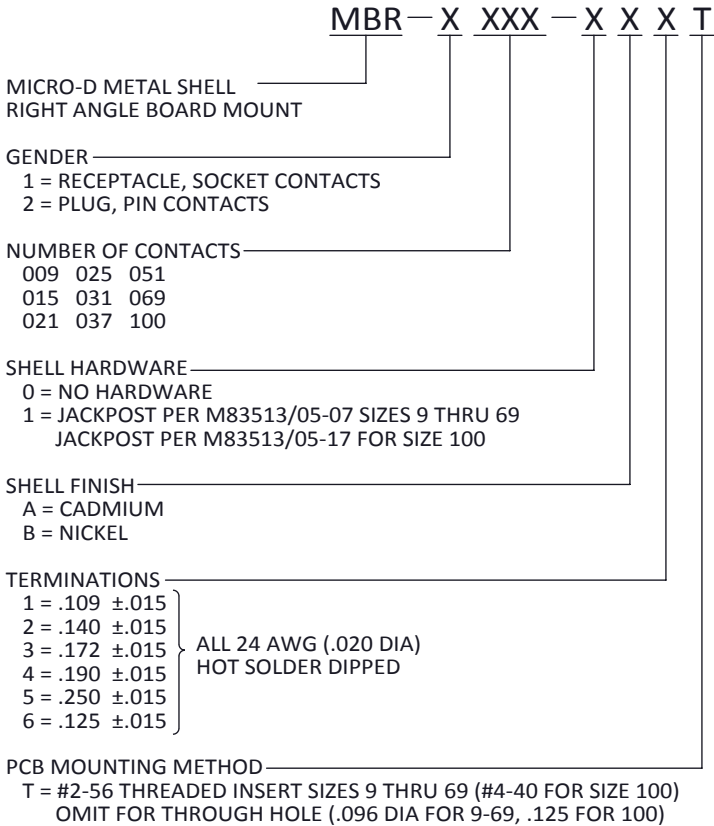 MBR — X XXX — X X X T
MICRO-D METAL SHELL
RIGHT ANGLE BOARD MOUNT
GENDER
1 = RECEPTACLE, SOCKET CONTACTS
2 = PLUG, PIN CONTACTS
NUMBER OF CONTACTS
009 025 051
015 031 069
021 037 100
SHELL HARDWARE
0 = NO HARDWARE
1 = JACKPOST PER M83513/05-07 SIZES 9 THRU 69
JACKPOST PER M83513/05-17 FOR SIZE 100
SHELL FINISH
A = CADMIUM
B = NICKEL
TERMINATIONS
1 = .109 ±.015
2 = .140 ±.015
3 = .172 ±.015
4 = .190 ±.015
5 = .250 ±.015
6 = .125 ±.015
ALL 24 AWG (.020 DIA)
HOT SOLDER DIPPED
PCB MOUNTING METHOD
T = #2-56 THREADED INSERT SIZES 9 THRU 69 (#4-40 FOR SIZE 100)
OMIT FOR THROUGH HOLE (.096 DIA FOR 9-69, .125 FOR 100)